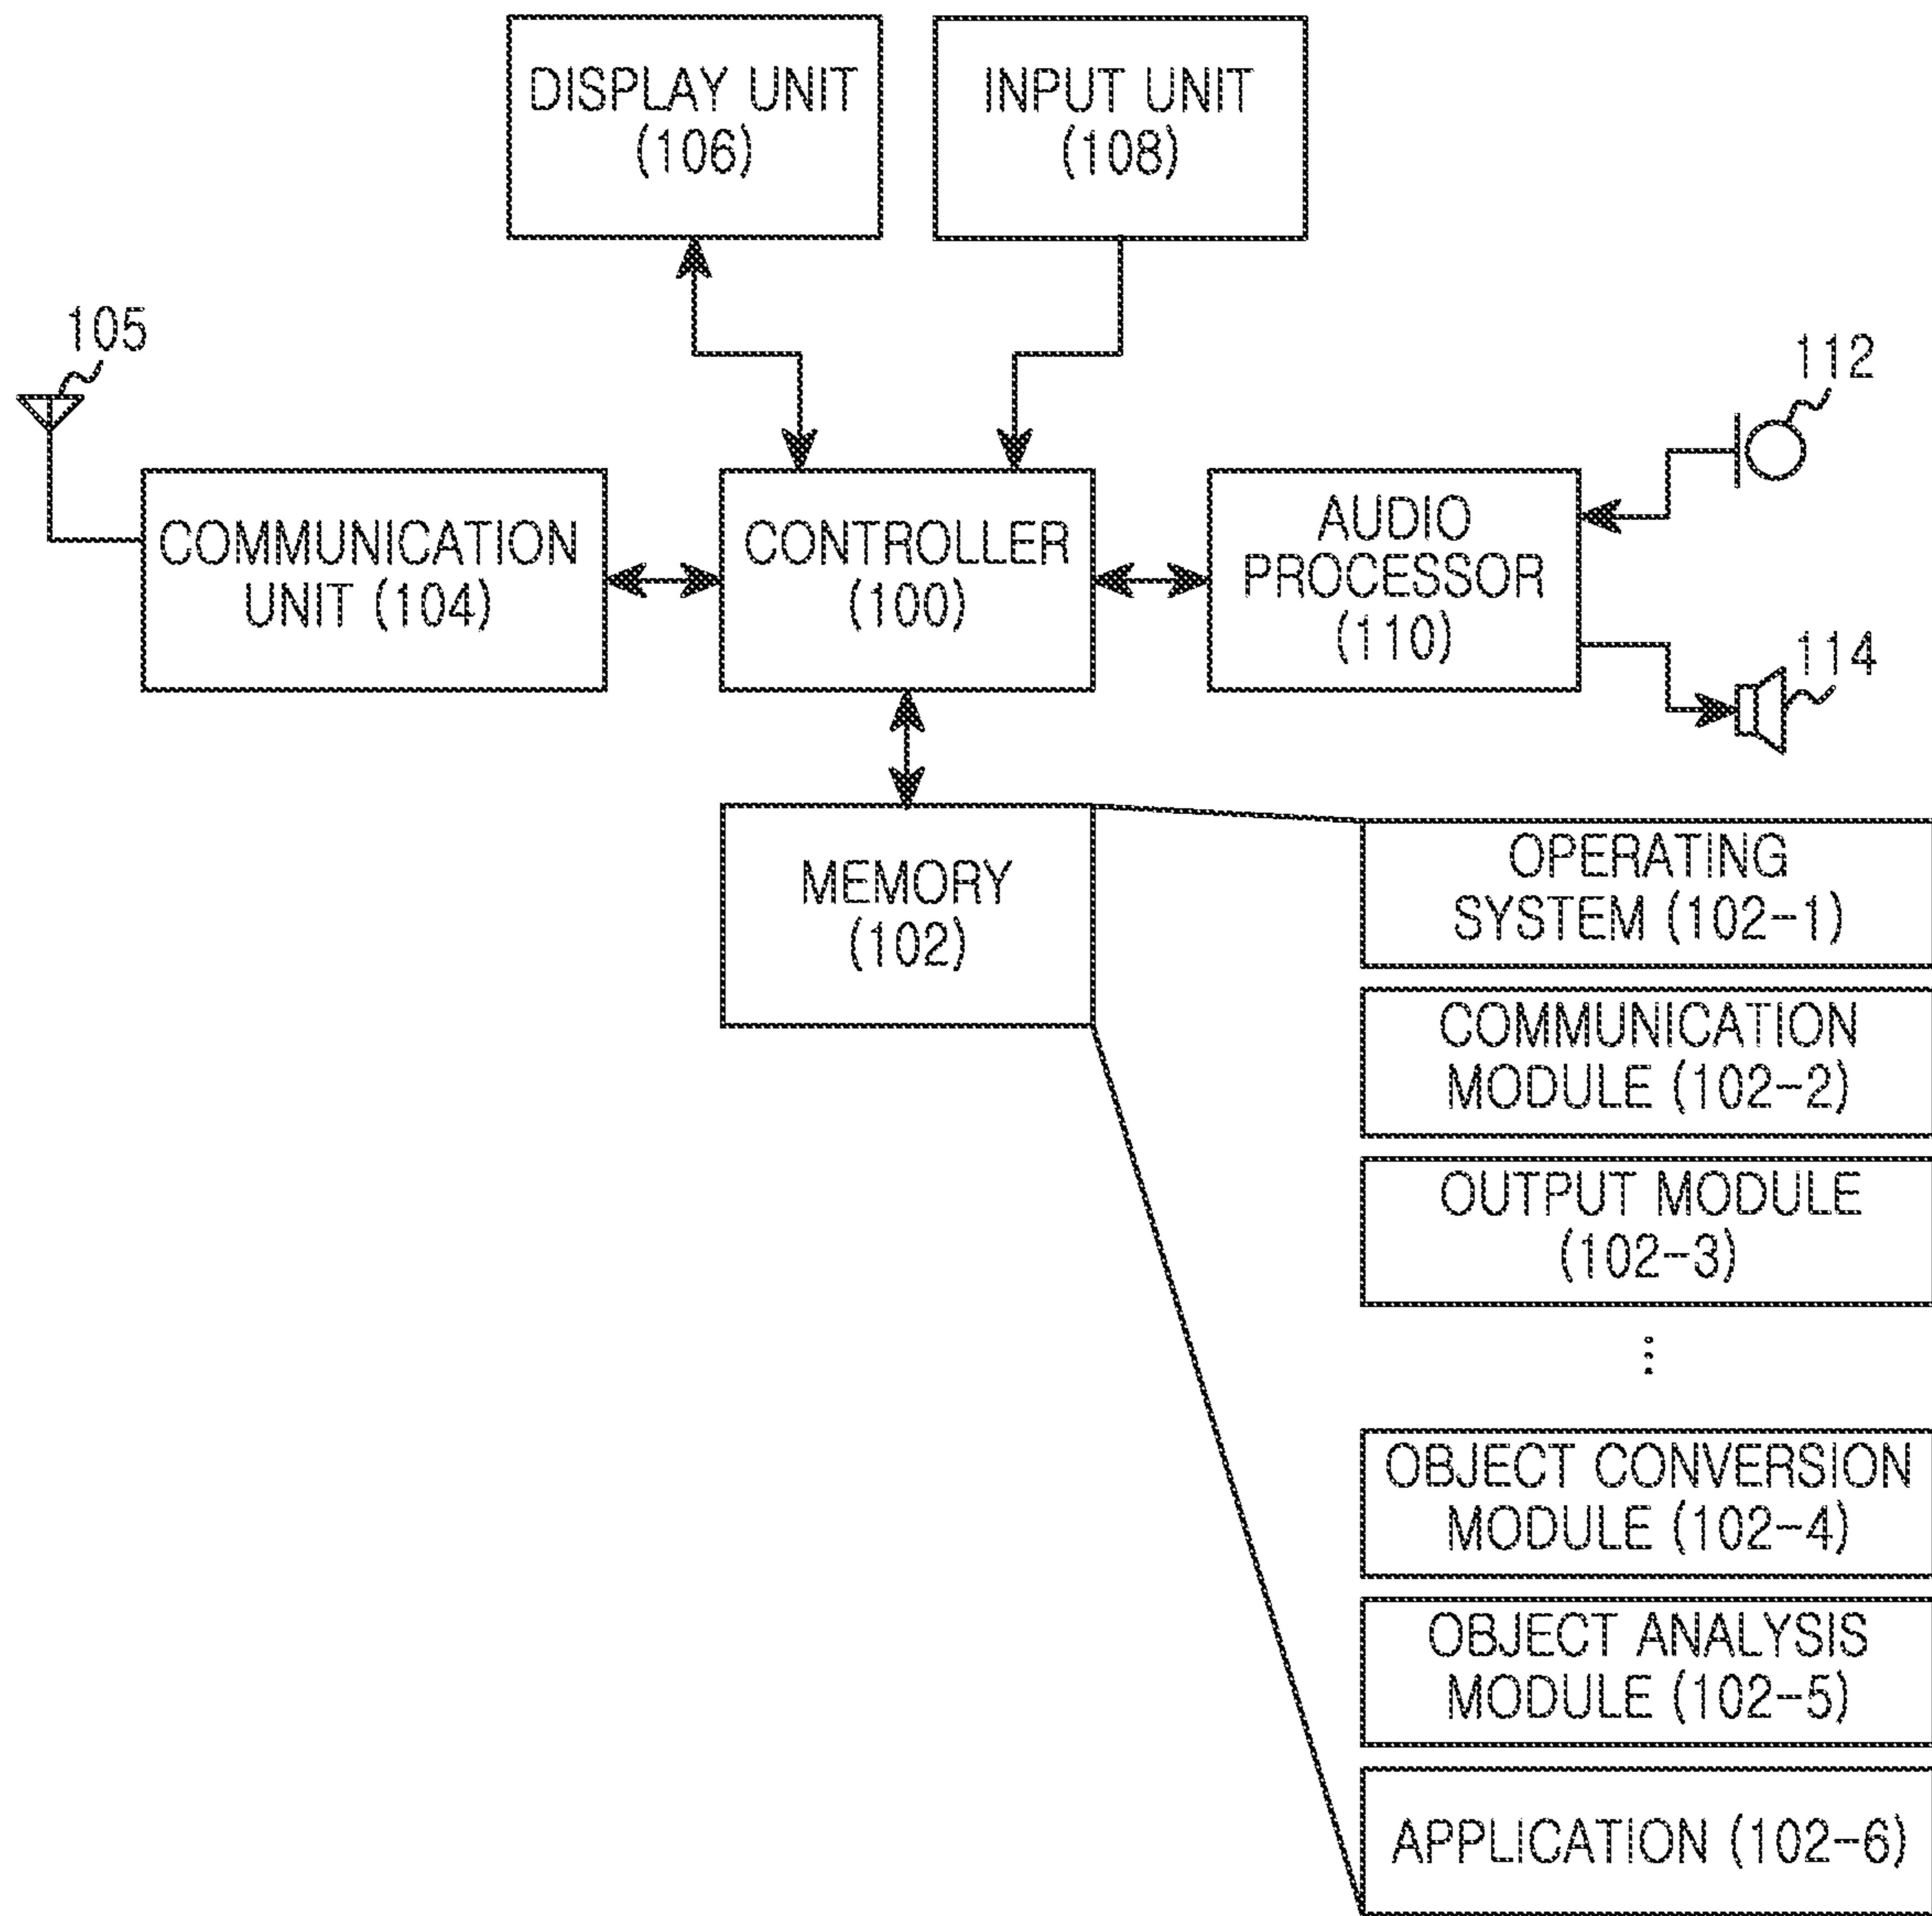 DISPLAY UNIT
(106)
INPUT UNIT
(108)
105
112
COMMUNICATION
UNIT (104)
CONTROLLER
(100)
AUDIO
PROCESSOR
(110)
114
MEMORY
(102)
OPERATING
SYSTEM (102-1)
COMMUNICATION
MODULE (102-2)
OUTPUT MODULE
(102-3)
⋮
OBJECT CONVERSION
MODULE (102-4)
OBJECT ANALYSIS
MODULE (102-5)
APPLICATION (102-6)